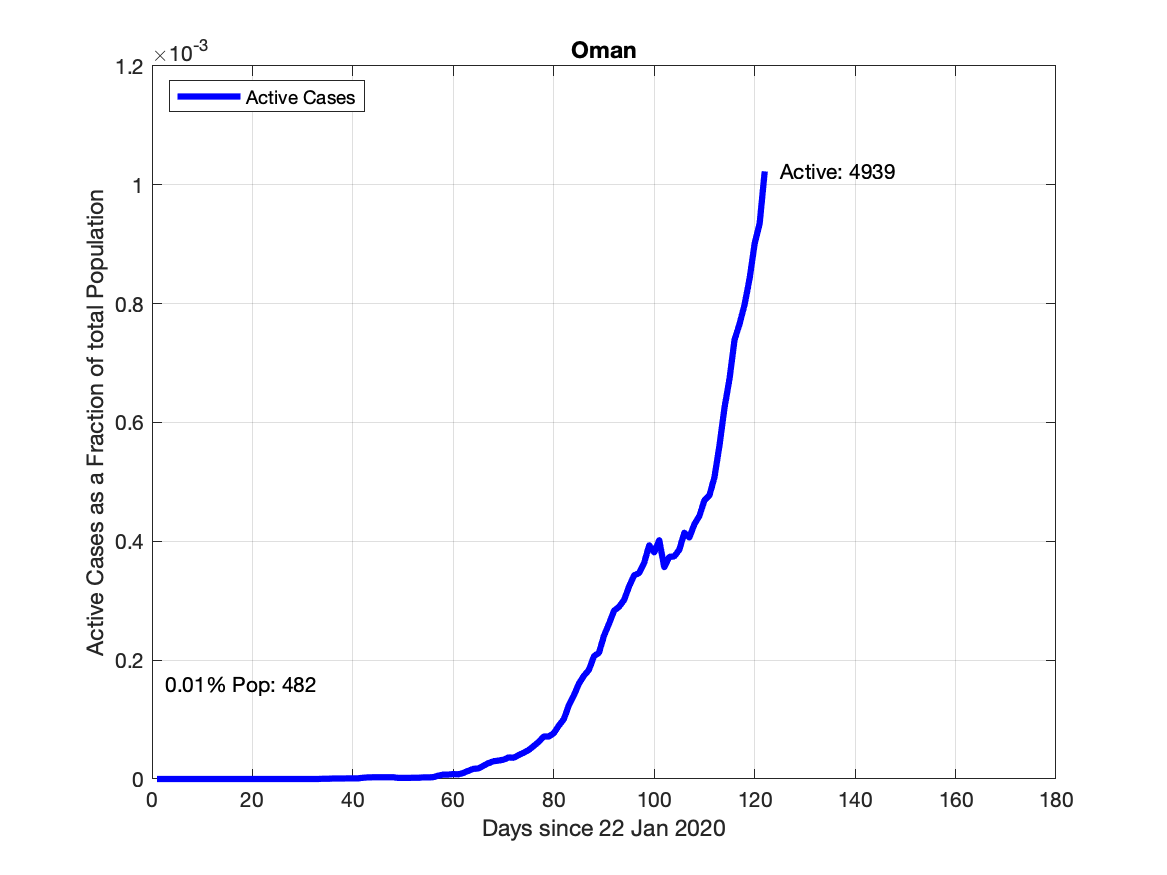 Oman
×10-3
1.2
1
0.8
0.6
0.4
0.2
0
Active Cases
Active: 4939
0.01% Pop: 482
Active Cases as a Fraction of total Population
0 20 40 60 80 100 120 140 160 180
Days since 22 Jan 2020